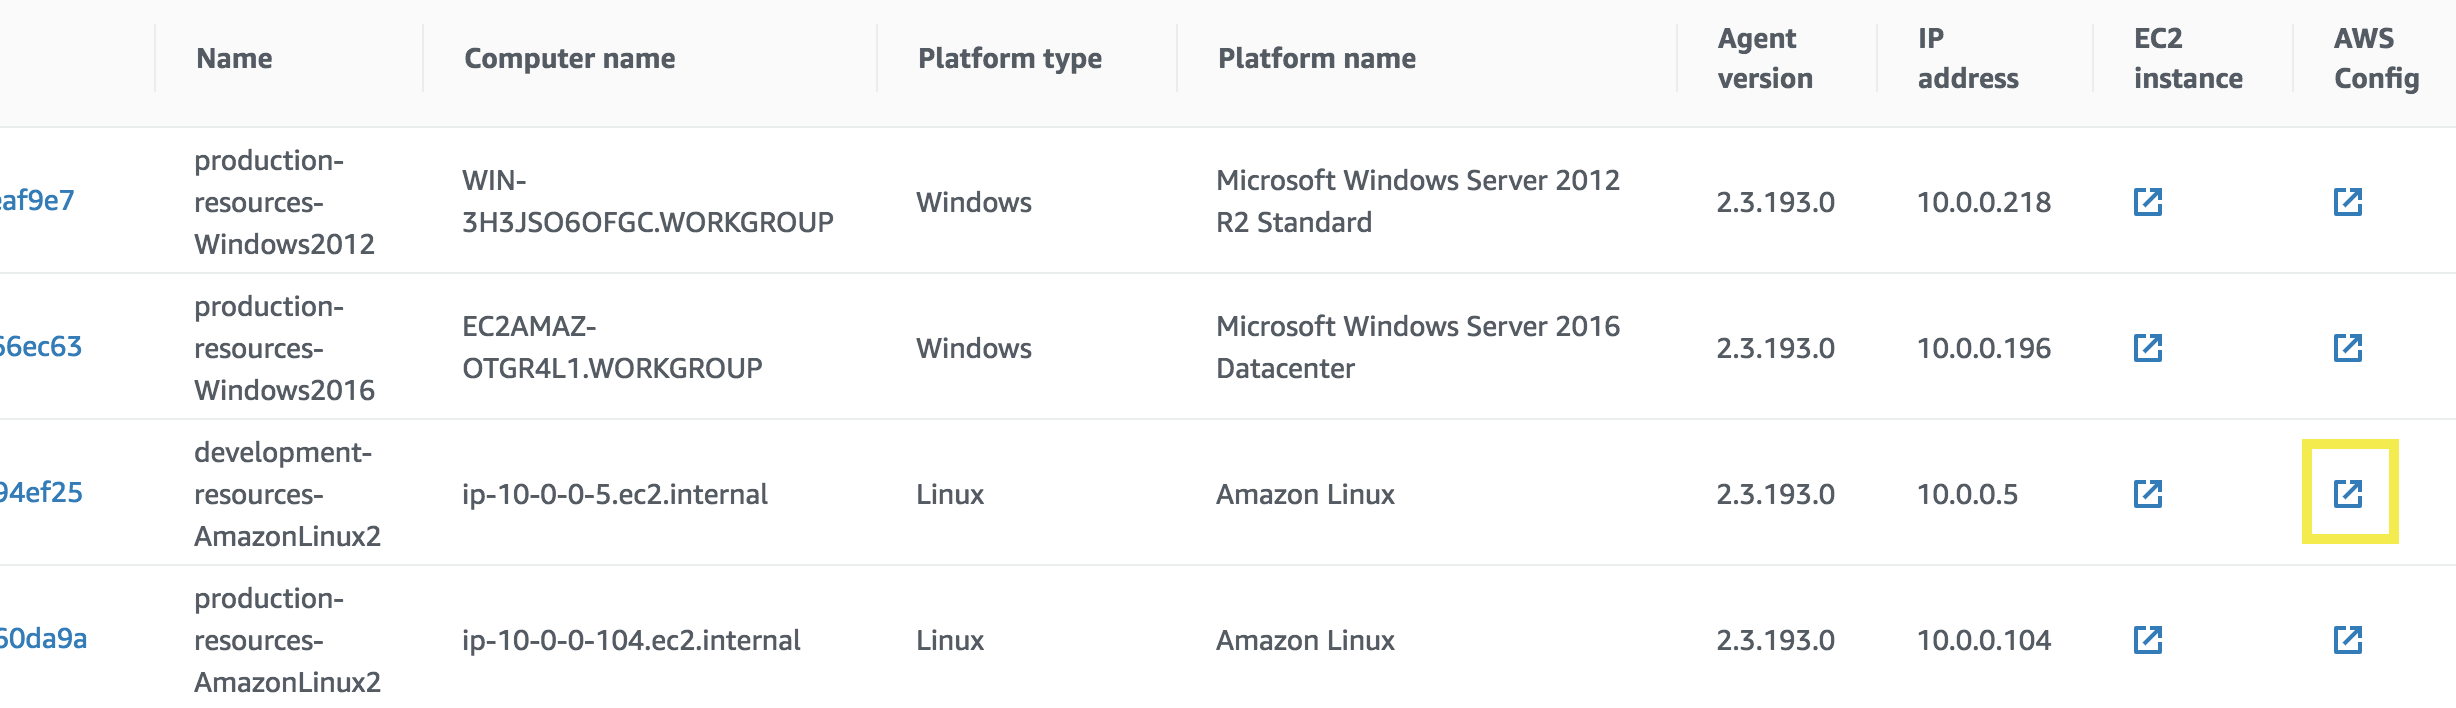 Name
Computer name
Platform type
Platform name
Agent
version
IP
address
EC2
instance
AWS
Config
af9e7
production-
resources-
Windows2012
WIN-
3H3JSO6OFGC.WORKGROUP
Windows
Microsoft Windows Server 2012
R2 Standard
2.3.193.0
10.0.0.218
6ec63
production-
resources-
Windows2016
EC2AMAZ-
OTGR4L1.WORKGROUP
Windows
Microsoft Windows Server 2016
Datacenter
2.3.193.0
10.0.0.196
94ef25
development-
resources-
AmazonLinux2
ip-10-0-0-5.ec2.internal
Linux
Amazon Linux
2.3.193.0
10.0.0.5
60da9a
production-
resources-
AmazonLinux2
ip-10-0-0-104.ec2.internal
Linux
Amazon Linux
2.3.193.0
10.0.0.104